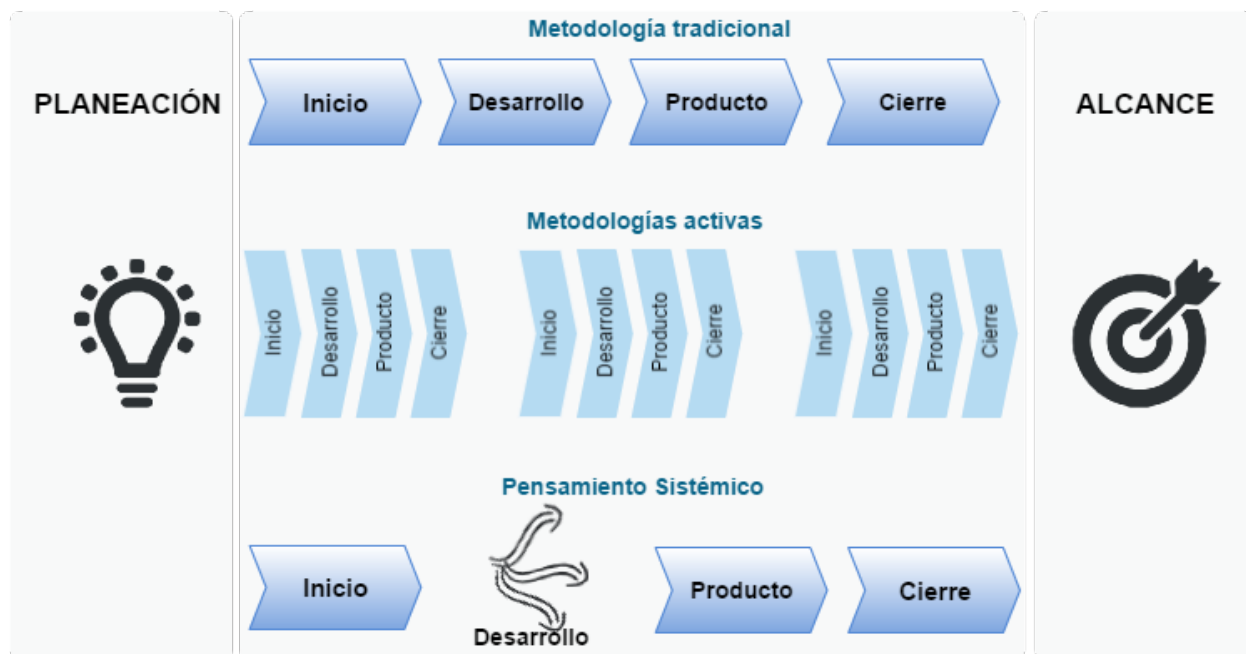 Metodología tradicional
PLANEACIÓN
Inicio
Desarrollo
Producto
Cierre
ALCANCE
Metodologías activas
Inicio
Desarrollo
Producto
Cierre
Inicio
Desarrollo
Producto
Cierre
Inicio
Desarrollo
Producto
Cierre
Pensamiento Sistémico
Inicio
Desarrollo
Producto
Cierre